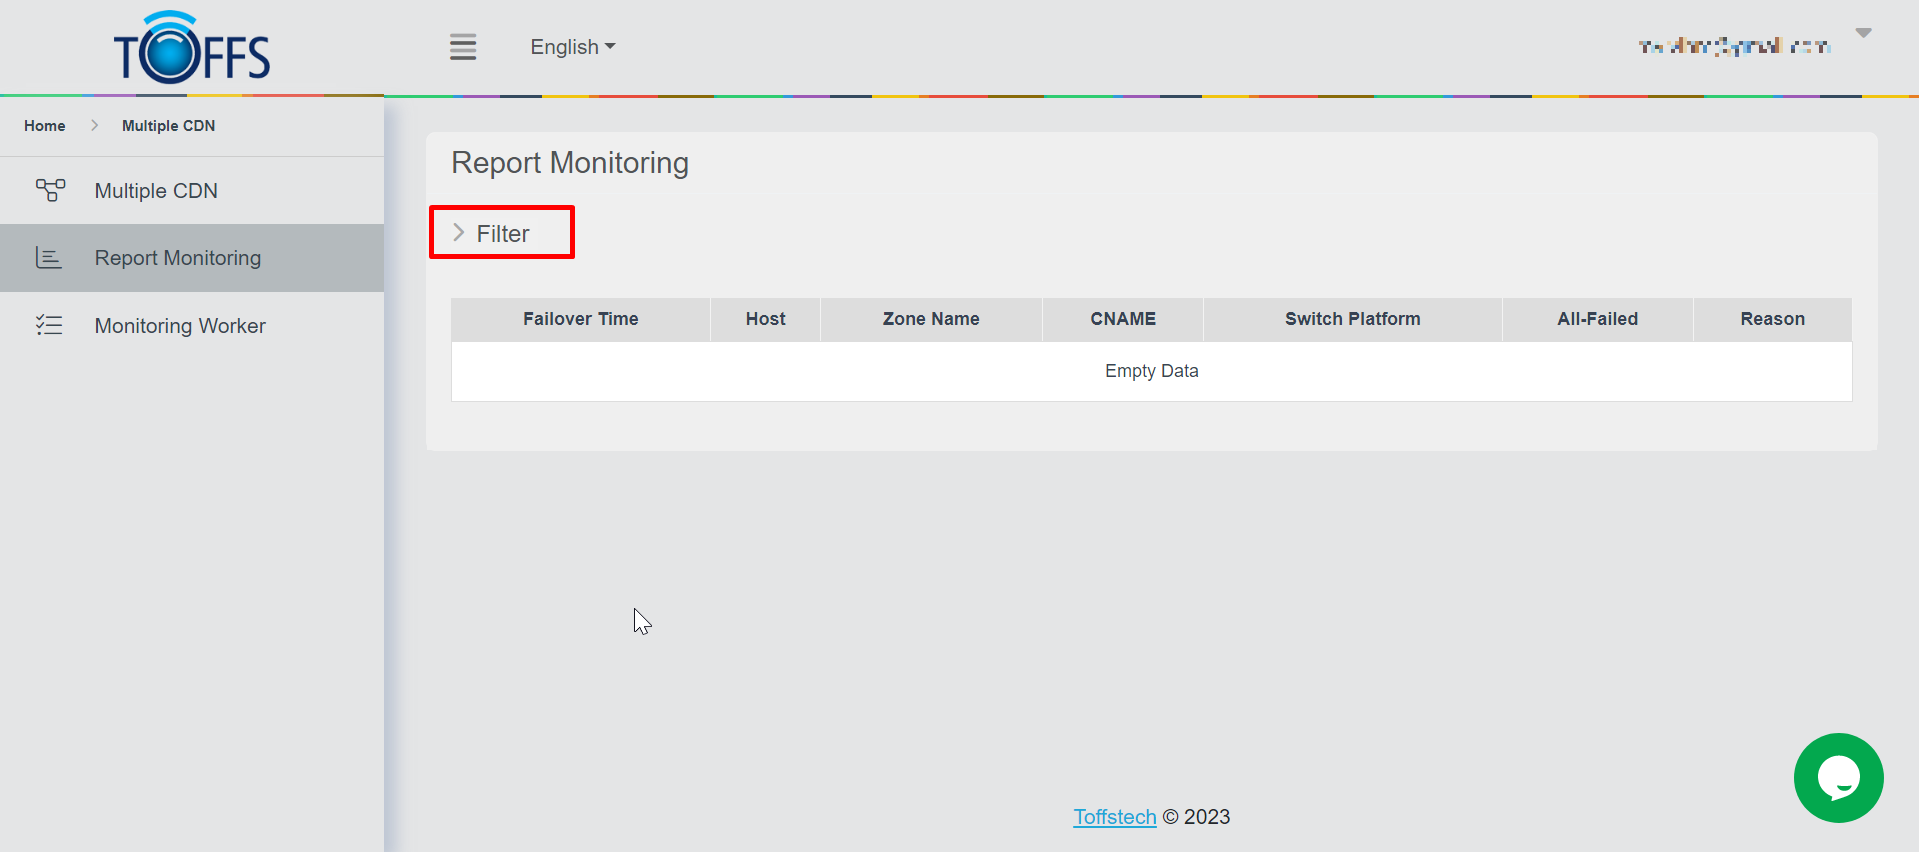 TOFFS
English
Home > Multiple CDN
Multiple CDN
Report Monitoring
Monitoring Worker
Report Monitoring
Filter
Failover Time Host Zone Name CNAME Switch Platform All-Failed Reason
Empty Data
Toffstech © 2023